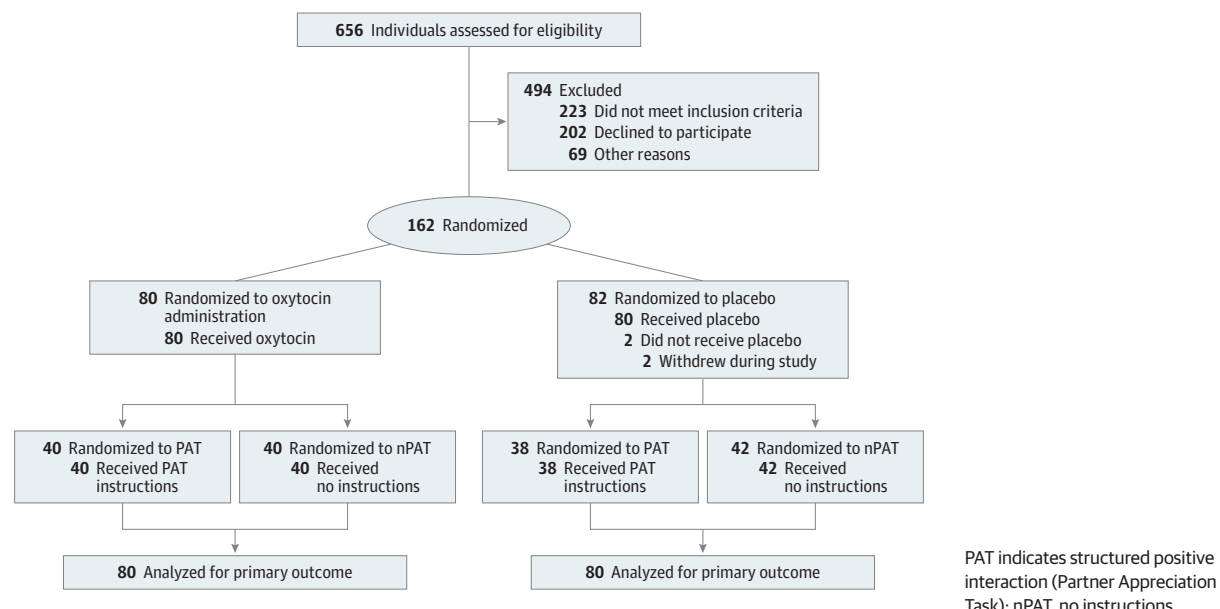 656 Individuals assessed for eligibility
494 Excluded
223 Did not meet inclusion criteria
202 Declined to participate
69 Other reasons
162 Randomized
80 Randomized to oxytocin
administration
80 Received oxytocin
82 Randomized to placebo
80 Received placebo
2 Did not receive placebo
2 Withdrew during study
40 Randomized to PAT
40 Received PAT
instructions
40 Randomized to nPAT
40 Received
no instructions
38 Randomized to PAT
38 Received PAT
instructions
42 Randomized to nPAT
42 Received
no instructions
80 Analyzed for primary outcome
80 Analyzed for primary outcome
PAT indicates structured positive
interaction (Partner Appreciation
Task); nPAT, no instructions